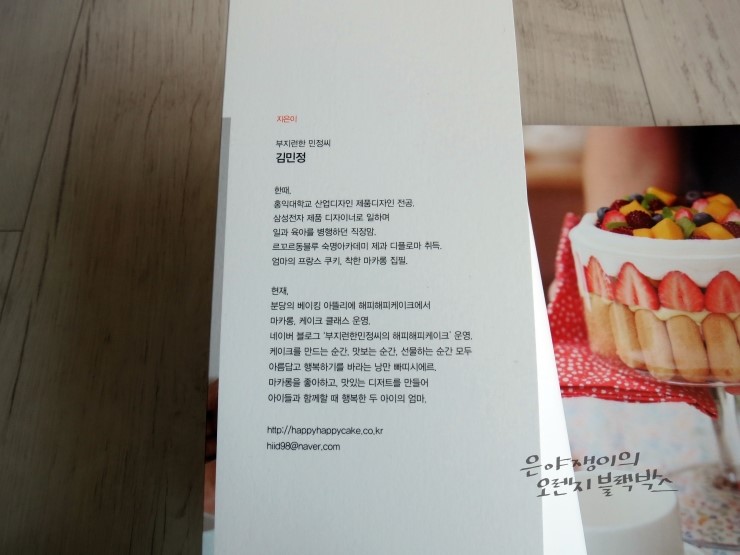 지은이
부지런한 민정씨
김민정
한때,
홍익대학교 산업디자인 제품디자인 전공.
삼성전자 제품 디자이너로 일하며
일과 육아를 병행하던 직장맘.
르꼬르동블루 숙명아카데미 제과 디플로마 취득.
엄마의 프랑스 쿠키, 착한 마카롱 집필.
현재,
분당의 베이킹 아뜰리에 해피해피케이크에서
마카롱, 케이크 클래스 운영.
네이버 블로그 '부지런한민정씨의 해피해피케이크' 운영.
케이크를 만드는 순간, 맛보는 순간, 선물하는 순간 모두
아름답고 행복하기를 바라는 낭만 빠띠시에르.
마카롱을 좋아하고, 맛있는 디저트를 만들어
아이들과 함께할 때 행복한 두 아이의 엄마.
http://happyhappycake.co.kr
hiid98@naver.com
은야쟁이의
오렌지 블랙박스